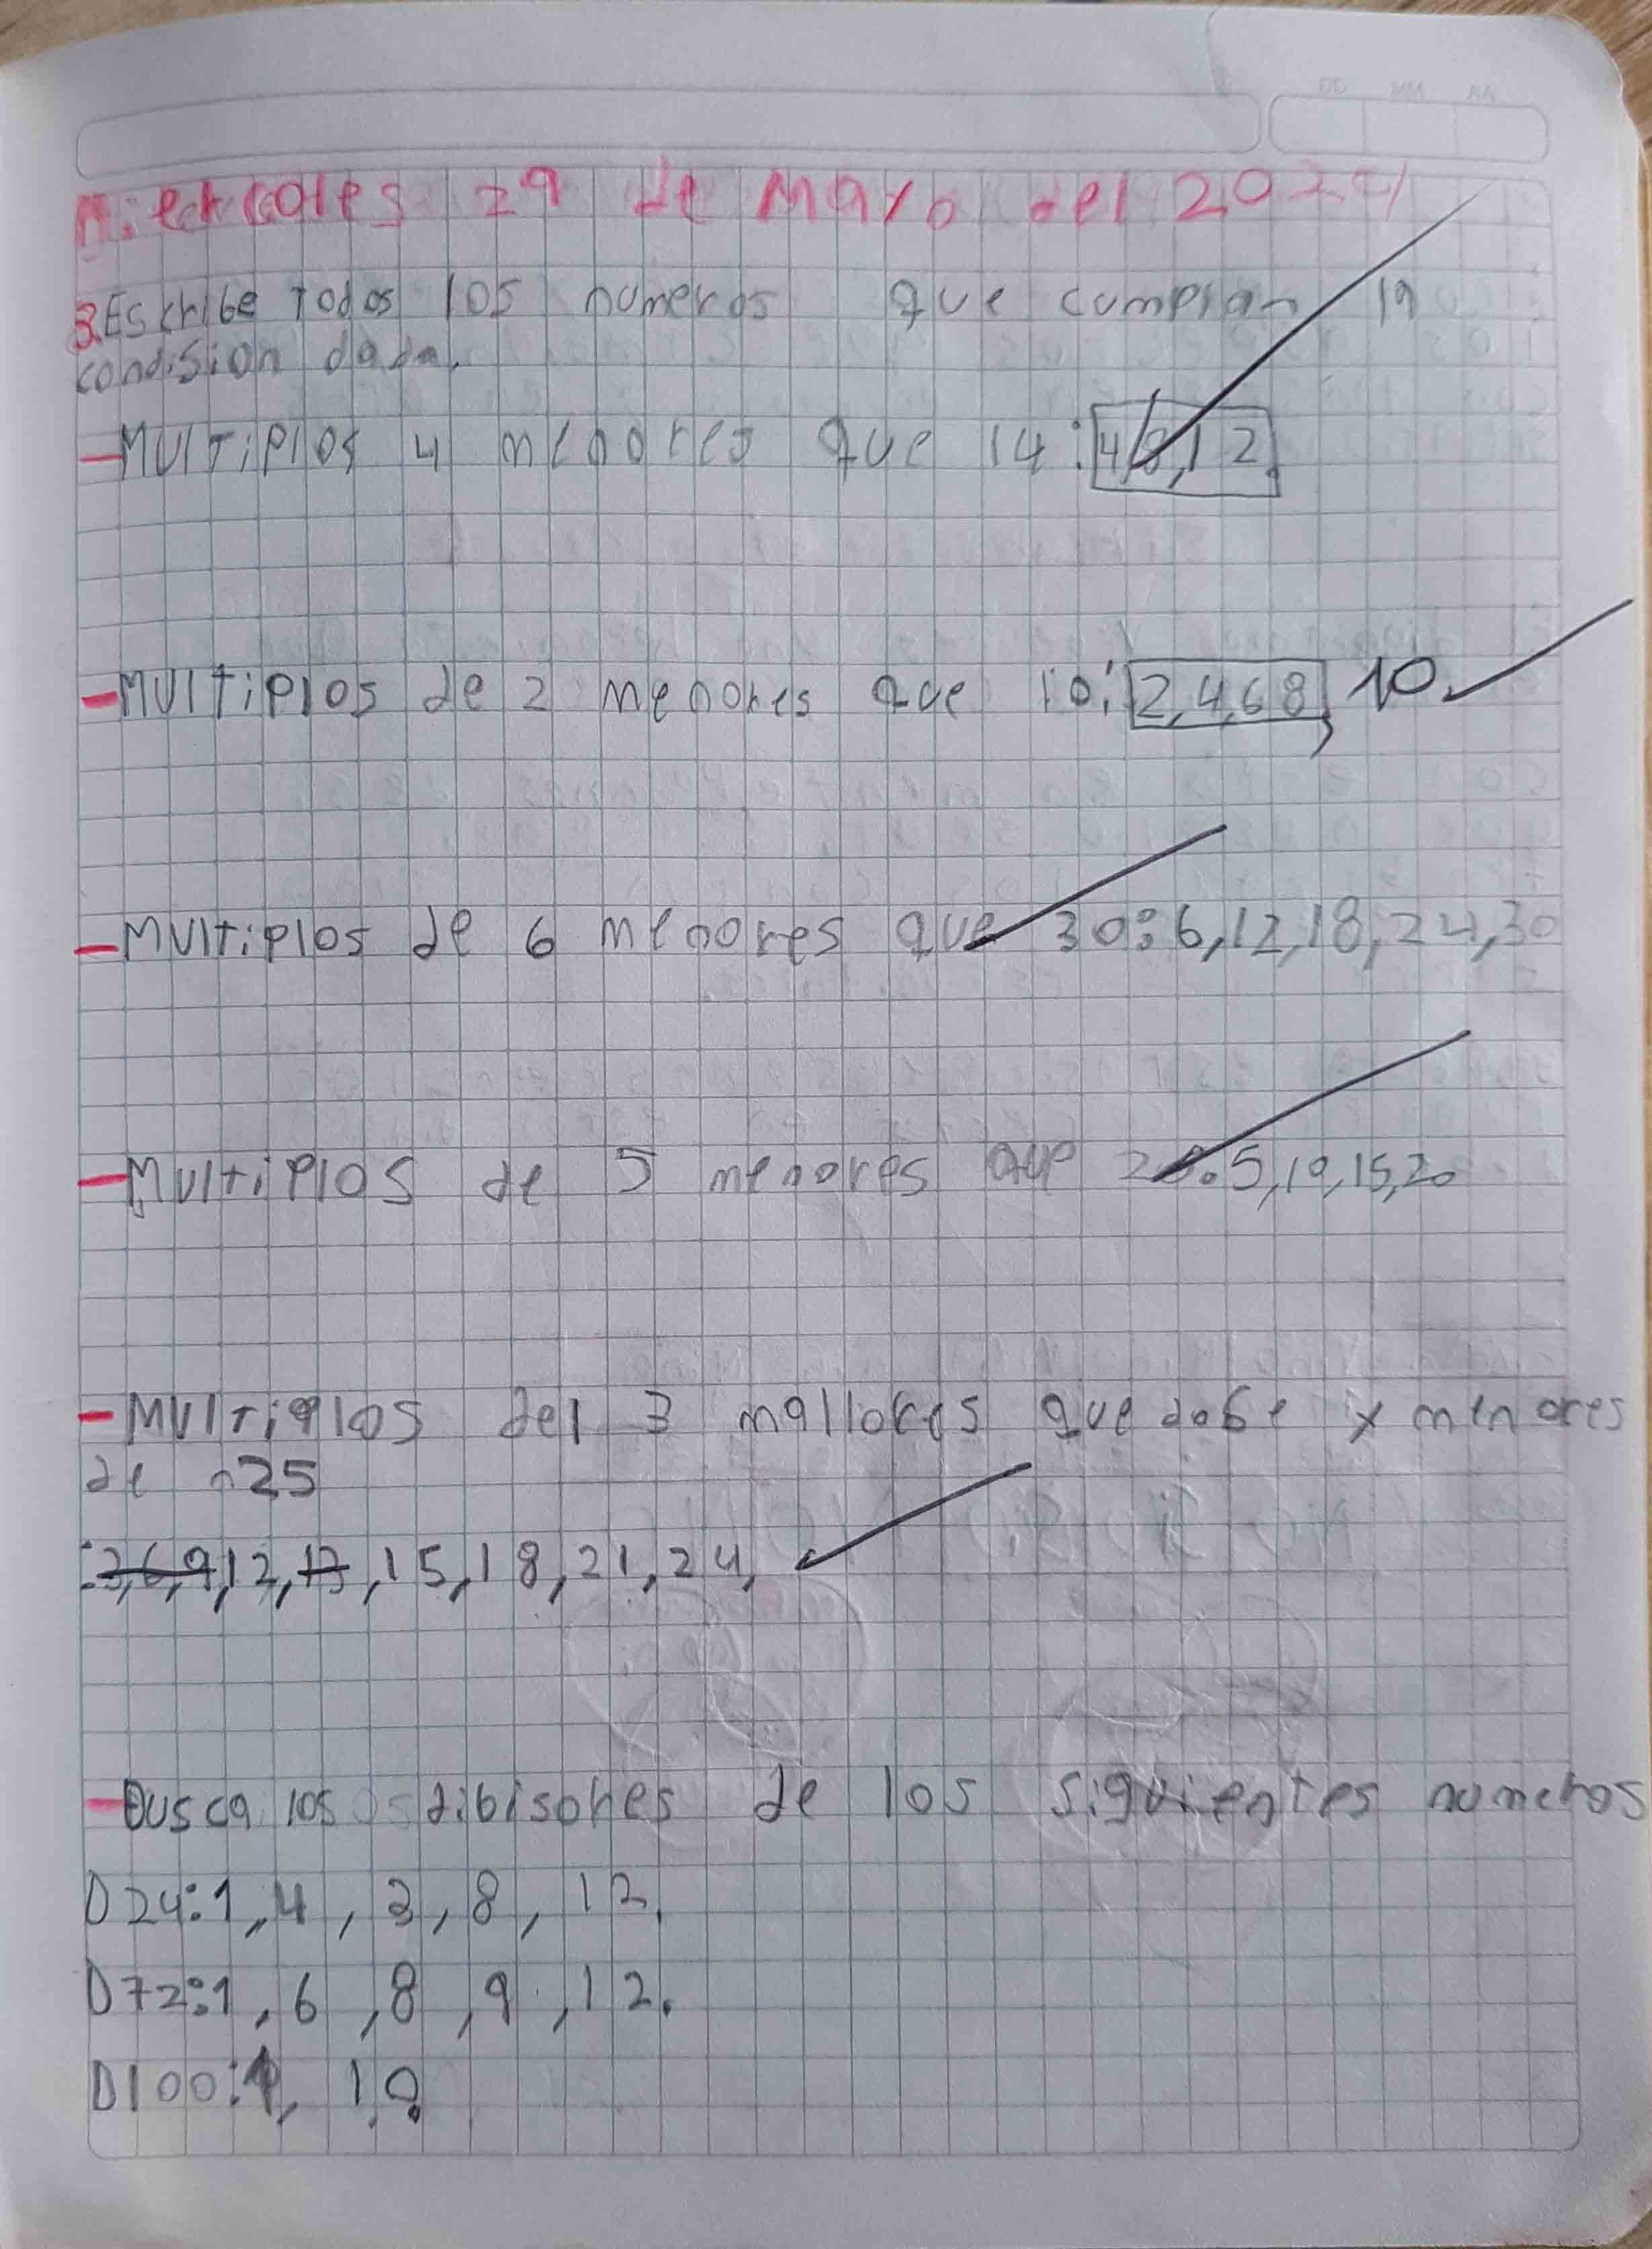 DD MM AA
Miercoles 29 de Mayo del 2024
3.Escribe todos los numeros que cumplan la
condision dada.
-MULTiPlos 4 menores que 14:4,8,12.
-MULTiPlos de 2 menores que 10:2,4,6 8, 10.
-MULTiPlos de 6 menores que 30:6,12,18,24,30
-MULTiPlos de 5 menores que 20:5,10,15,20
-MULTiPlos del 3 mallores que dose y menores
de 25
:3,6,9,12,13,15,18,21,24,
-Busca los dibisores de los siguientes numeros
D24:1,4,3,8,12.
D72:1,6,8,9,12.
D100:1,10.